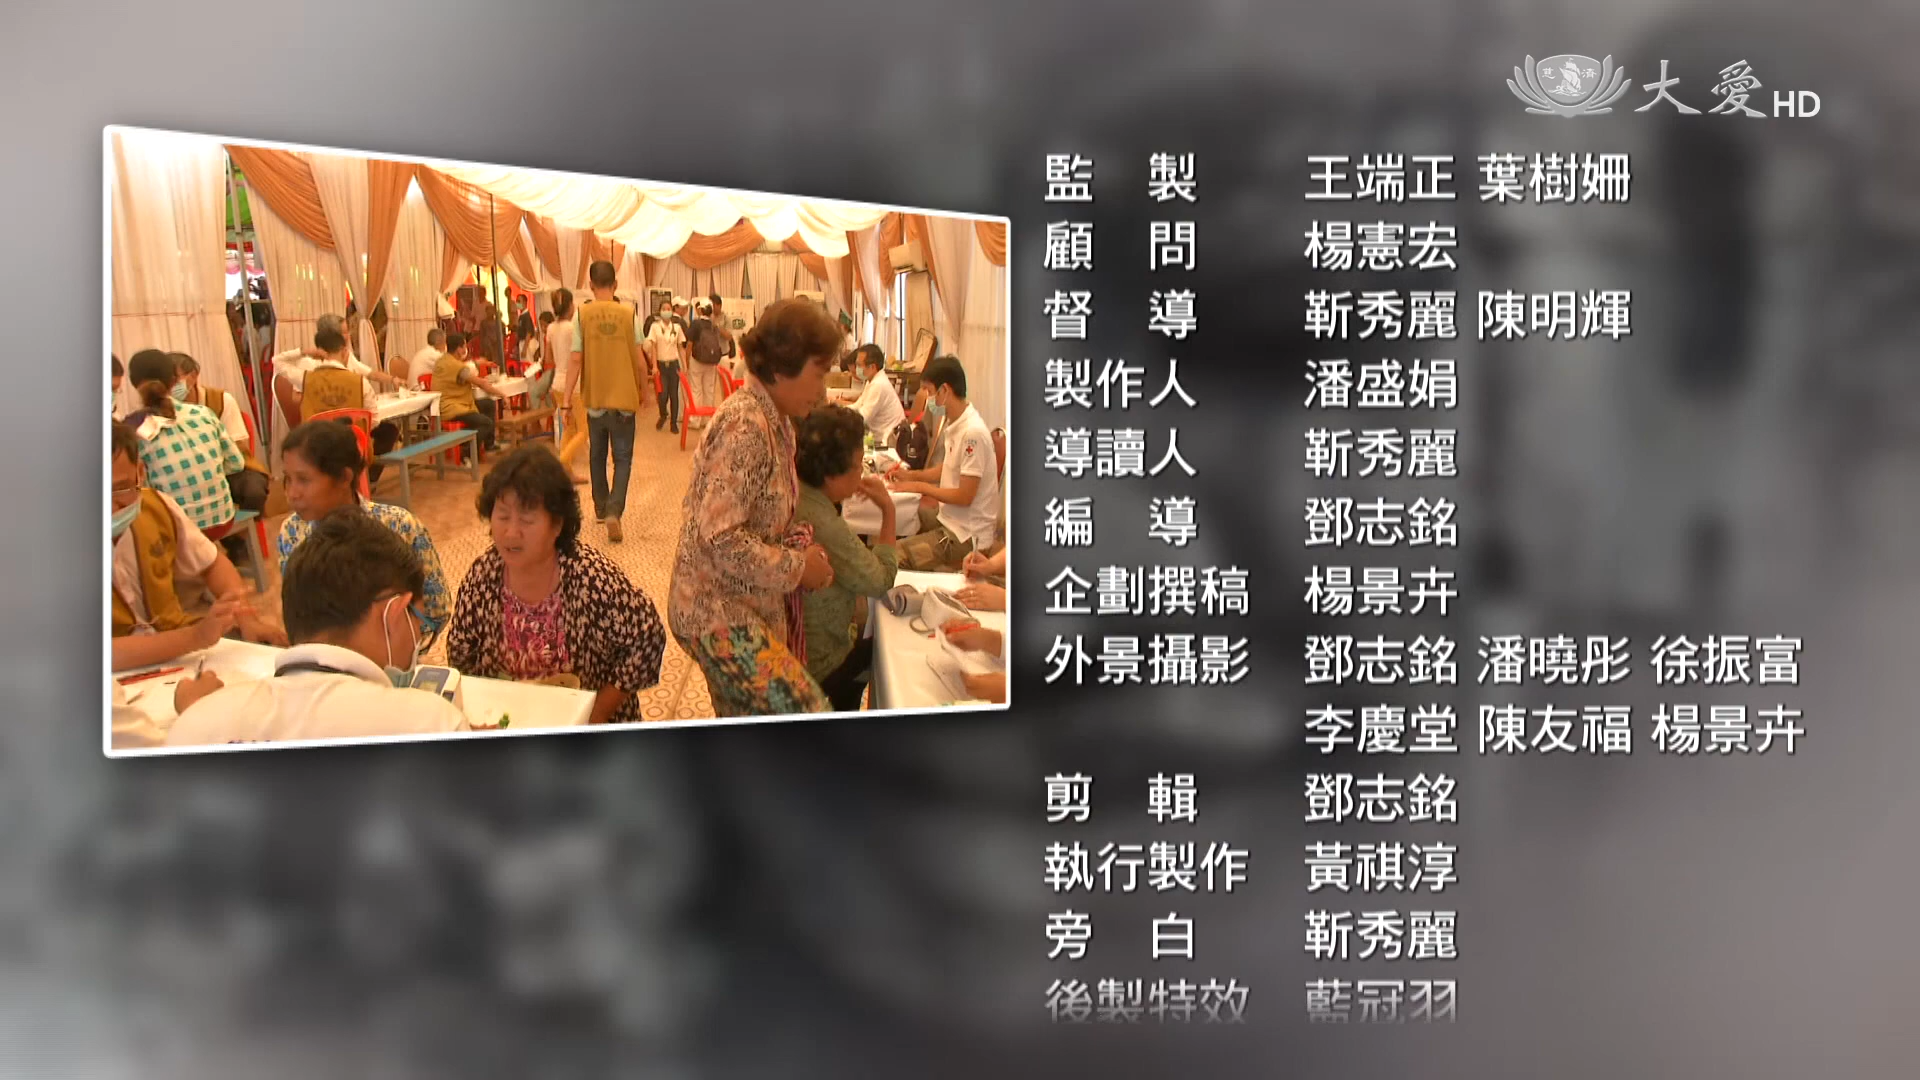 慈濟
大愛HD
監 製 王端正 葉樹姍
顧 問 楊憲宏
督 導 靳秀麗 陳明輝
製作人 潘盛娟
導讀人 靳秀麗
編 導 鄧志銘
企劃撰稿 楊景卉
外景攝影 鄧志銘 潘曉彤 徐振富
李慶堂 陳友福 楊景卉
剪 輯 鄧志銘
執行製作 黃祺淳
旁 白 靳秀麗
後製特效 藍冠羽